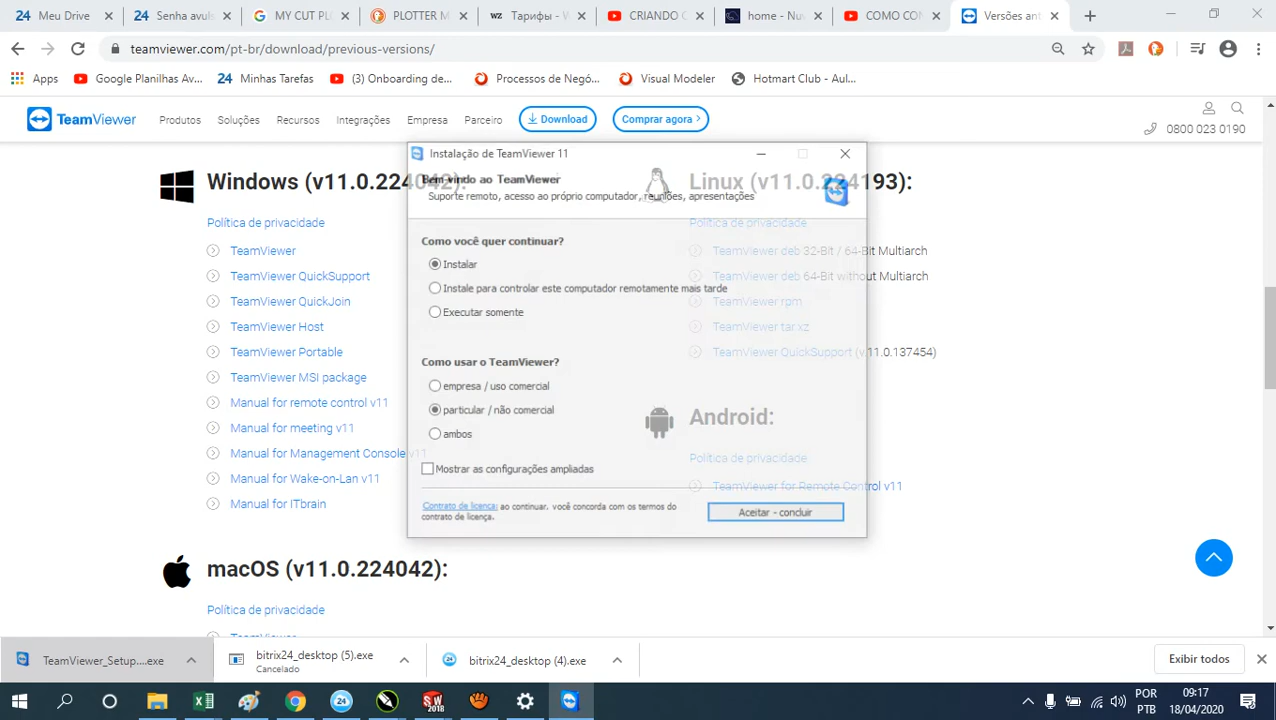 Meu Drive
Senha avuls
MY CUT PL
PLOTTER M
Тарифы - W
CRIANDO C
home - Nuv
COMO CON
Versões ant
teamviewer.com/pt-br/download/previous-versions/
Apps
Google Planilhas Av...
Minhas Tarefas
(3) Onboarding de...
Processos de Negó...
Visual Modeler
Hotmart Club - Aul...
TeamViewer
Produtos
Soluções
Recursos
Integrações
Empresa
Parceiro
Download
Comprar agora
0800 023 0190
Instalação de TeamViewer 11
Bem-vindo ao TeamViewer
Suporte remoto, acesso ao próprio computador, reuniões, apresentações
Como você quer continuar?
Instalar
Instale para controlar este computador remotamente mais tarde
Executar somente
Como usar o TeamViewer?
empresa / uso comercial
particular / não comercial
ambos
Mostrar as configurações ampliadas
Contrato de licença: ao continuar, você concorda com os termos do
contrato de licença.
Aceitar - concluir
Windows (v11.0.224042):
Política de privacidade
TeamViewer
TeamViewer QuickSupport
TeamViewer QuickJoin
TeamViewer Host
TeamViewer Portable
TeamViewer MSI package
Manual for remote control v11
Manual for meeting v11
Manual for Management Console v11
Manual for Wake-on-Lan v11
Manual for ITbrain
Linux (v11.0.224193):
Política de privacidade
TeamViewer deb 32-Bit / 64-Bit Multiarch
TeamViewer deb 64-Bit without Multiarch
TeamViewer rpm
TeamViewer tar.xz
TeamViewer QuickSupport (v11.0.137454)
Android:
Política de privacidade
TeamViewer for Remote Control v11
macOS (v11.0.224042):
Política de privacidade
TeamViewer
TeamViewer_Setup....exe
bitrix24_desktop (5).exe
Cancelado
bitrix24_desktop (4).exe
Exibir todos
POR
PTB
09:17
18/04/2020